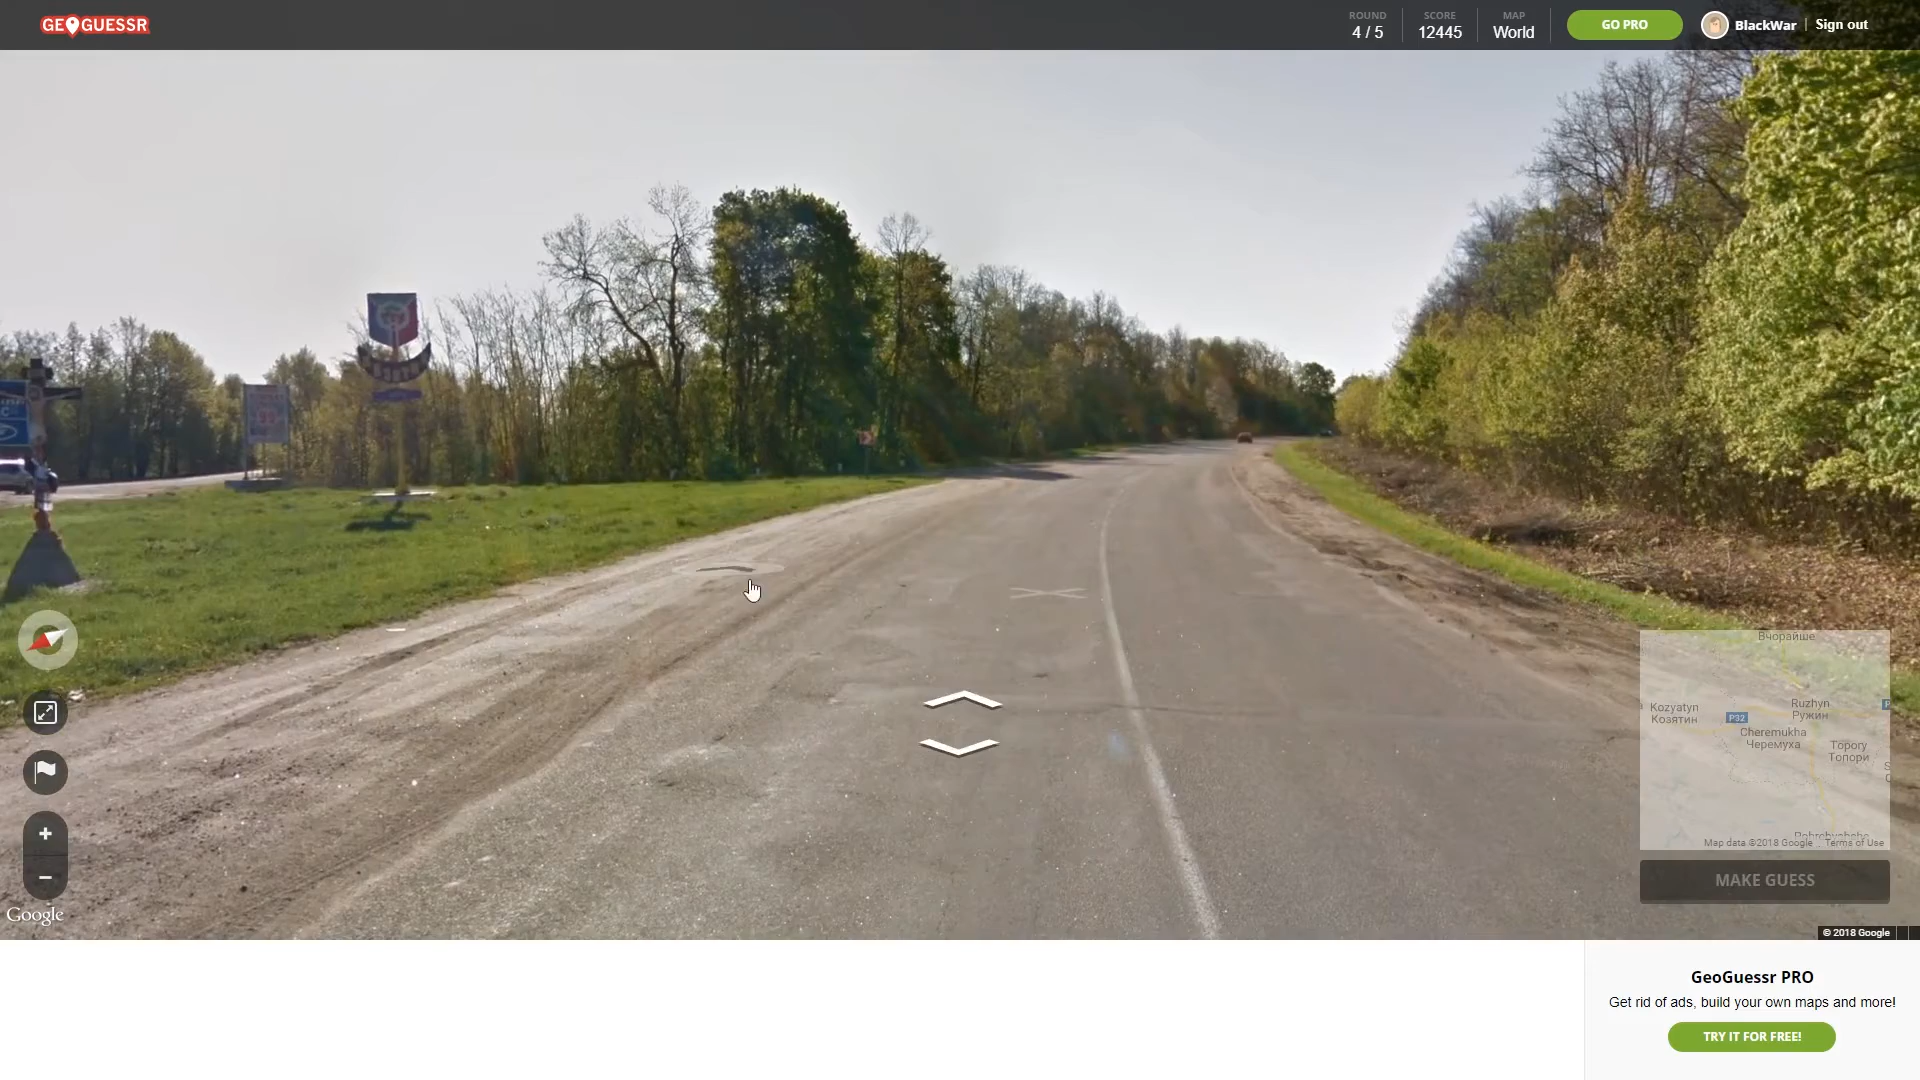 GEOGUESSR
ROUND
4 / 5
SCORE
12445
MAP
World
GO PRO
BlackWar
Sign out
Вчорайше
Kozyatyn
Козятин
P32
Ruzhyn
Ружин
Cheremukha
Черемуха
Topory
Топори
Map data ©2018 Google
Terms of Use
MAKE GUESS
Google
© 2018 Google
GeoGuessr PRO
Get rid of ads, build your own maps and more!
TRY IT FOR FREE!